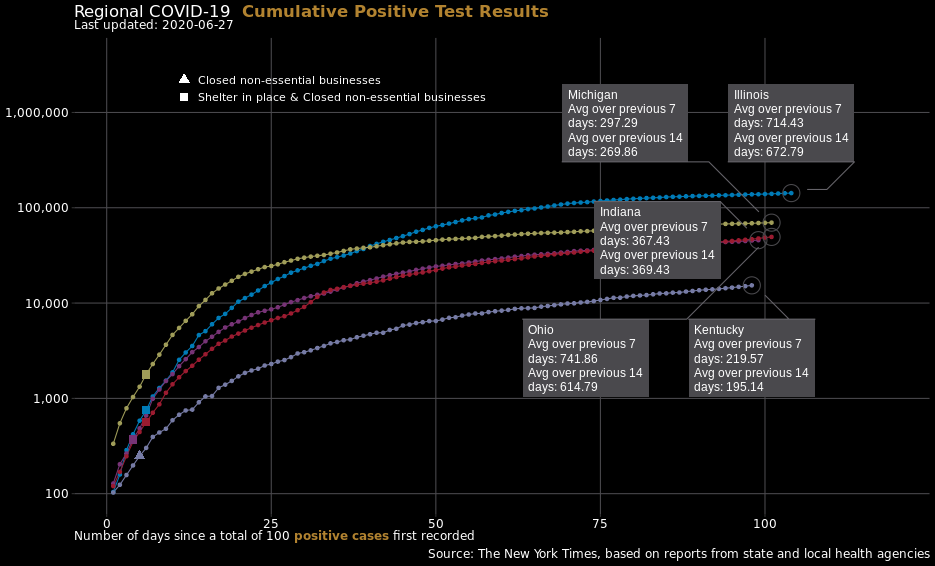 Regional COVID-19 Cumulative Positive Test Results
Last updated: 2020-06-27
Closed non-essential businesses
Shelter in place & Closed non-essential businesses
Michigan
Avg over previous 7
days: 297.29
Avg over previous 14
days: 269.86
Illinois
Avg over previous 7
days: 714.43
Avg over previous 14
days: 672.79
Indiana
Avg over previous 7
days: 367.43
Avg over previous 14
days: 369.43
Ohio
Avg over previous 7
days: 741.86
Avg over previous 14
days: 614.79
Kentucky
Avg over previous 7
days: 219.57
Avg over previous 14
days: 195.14
1,000,000
100,000
10,000
1,000
100
0 25 50 75 100
Number of days since a total of 100 positive cases first recorded
Source: The New York Times, based on reports from state and local health agencies